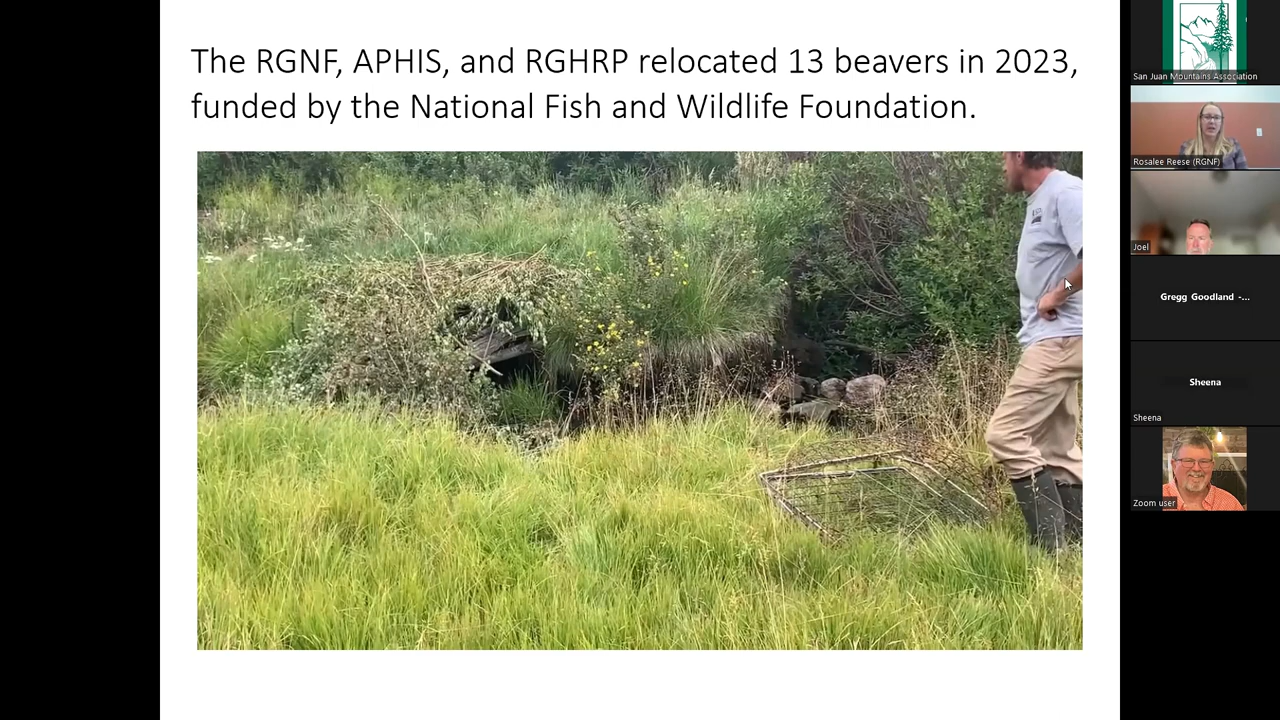 The RGNF, APHIS, and RGHRP relocated 13 beavers in 2023,
funded by the National Fish and Wildlife Foundation.
San Juan Mountains Association
Rosalee Reese (RGNF)
Joel
Gregg Goodland -...
Sheena
Sheena
Zoom user